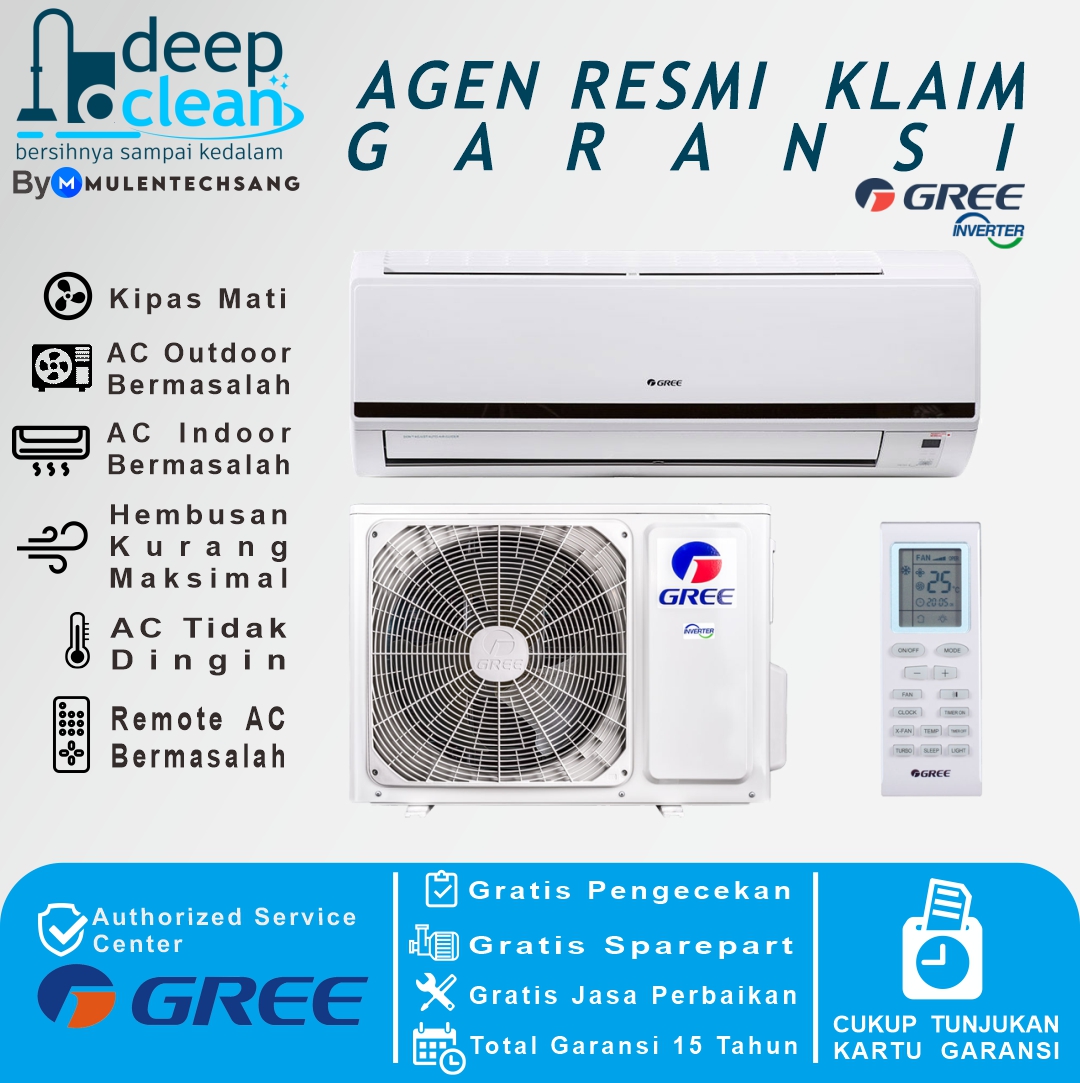 deep
clean
bersihnya sampai kedalam
By M MULENTECHSANG
AGEN RESMI KLAIM
GARANSI
GREE
INVERTER
Kipas Mati
AC Outdoor
Bermasalah
AC Indoor
Bermasalah
Hembusan
Kurang
Maksimal
AC Tidak
Dingin
Remote AC
Bermasalah
GREE
GREE
INVERTER
GREE
FAN
25°C
20:05
ON/OFF MODE
- +
FAN
CLOCK TIMER ON
X-FAN TEMP TIMER OFF
TURBO SLEEP LIGHT
GREE
Authorized Service
Center
GREE
Gratis Pengecekan
Gratis Sparepart
Gratis Jasa Perbaikan
Total Garansi 15 Tahun
CUKUP TUNJUKAN
KARTU GARANSI